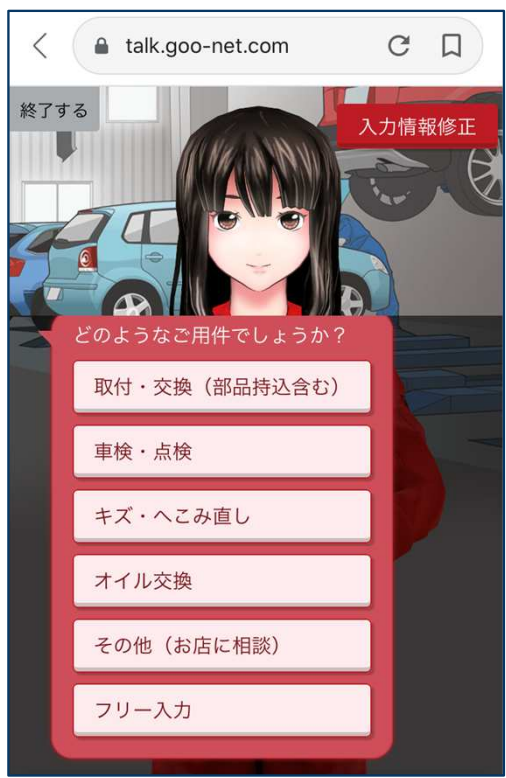 talk.goo-net.com
終了する
入力情報修正
どのようなご用件でしょうか？
取付・交換（部品持込含む）
車検・点検
キズ・へこみ直し
オイル交換
その他（お店に相談）
フリー入力